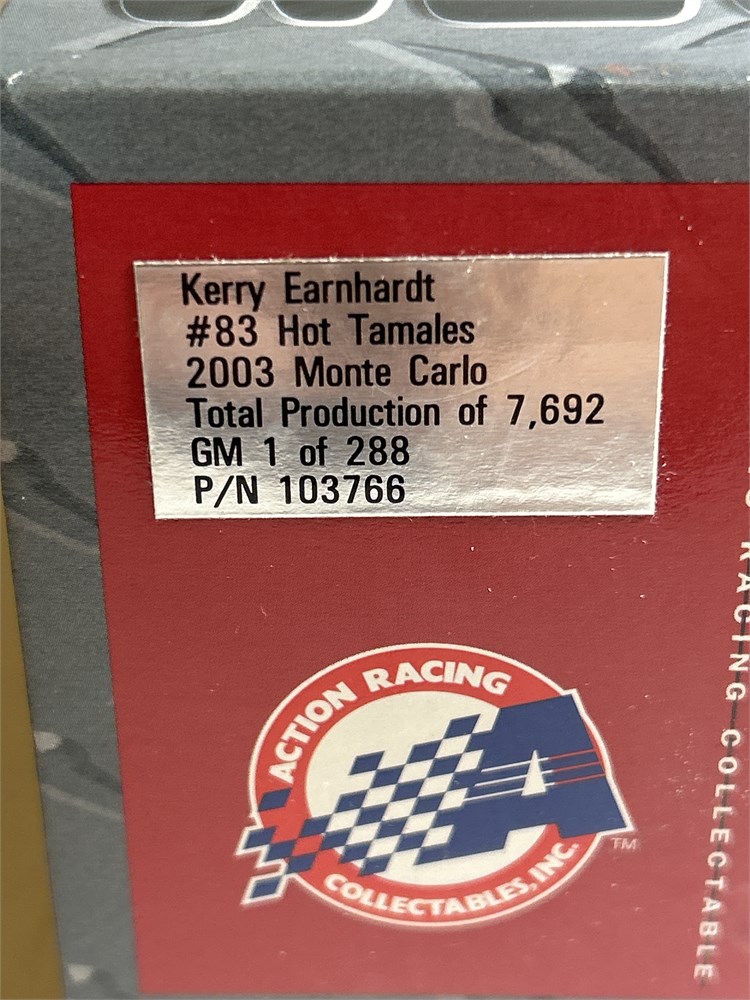 Kerry Earnhardt
#83 Hot Tamales
2003 Monte Carlo
Total Production of 7,692
GM 1 of 288
P/N 103766
ACTION RACING
COLLECTABLES, INC.
A
TM
RACING COLLECTABLE